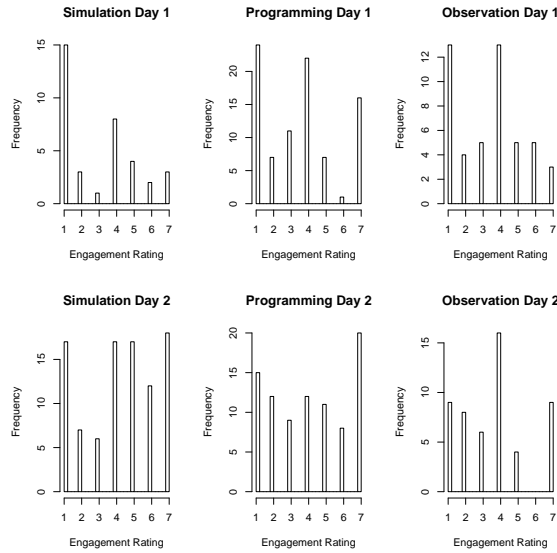 Simulation Day 1
Frequency
0 5 10 15
1 2 3 4 5 6 7
Engagement Rating
Programming Day 1
Frequency
0 5 10 15 20
1 2 3 4 5 6 7
Engagement Rating
Observation Day 1
Frequency
0 2 4 6 8 10 12
1 2 3 4 5 6 7
Engagement Rating
Simulation Day 2
Frequency
0 5 10 15
1 2 3 4 5 6 7
Engagement Rating
Programming Day 2
Frequency
0 5 10 15 20
1 2 3 4 5 6 7
Engagement Rating
Observation Day 2
Frequency
0 5 10 15
1 2 3 4 5 6 7
Engagement Rating